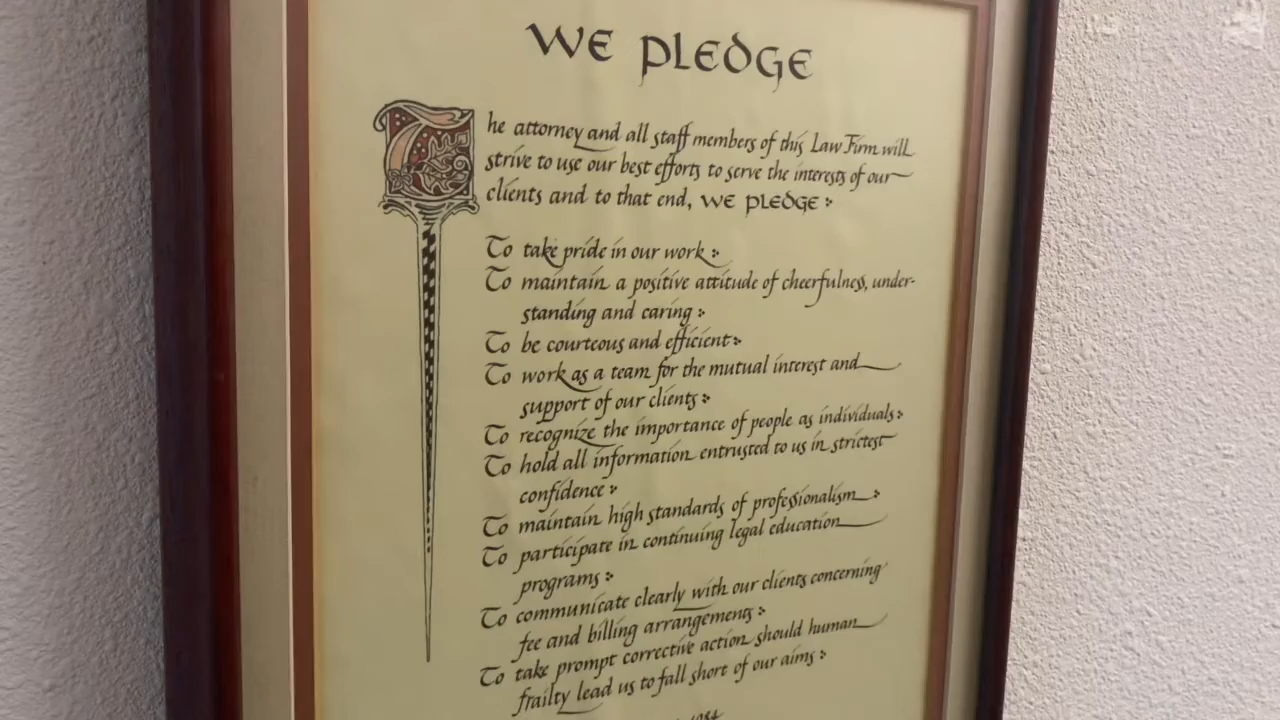 WE PLEDGE
The attorney and all staff members of this Law Firm will
strive to use our best efforts to serve the interests of our
clients and to that end, WE PLEDGE:
To take pride in our work:
To maintain a positive attitude of cheerfulness, under-
standing and caring:
To be courteous and efficient:
To work as a team for the mutual interest and
support of our clients:
To recognize the importance of people as individuals:
To hold all information entrusted to us in strictest
confidence:
To maintain high standards of professionalism:
To participate in continuing legal education
programs:
To communicate clearly with our clients concerning
fee and billing arrangements:
To take prompt corrective action should human
frailty lead us to fall short of our aims: